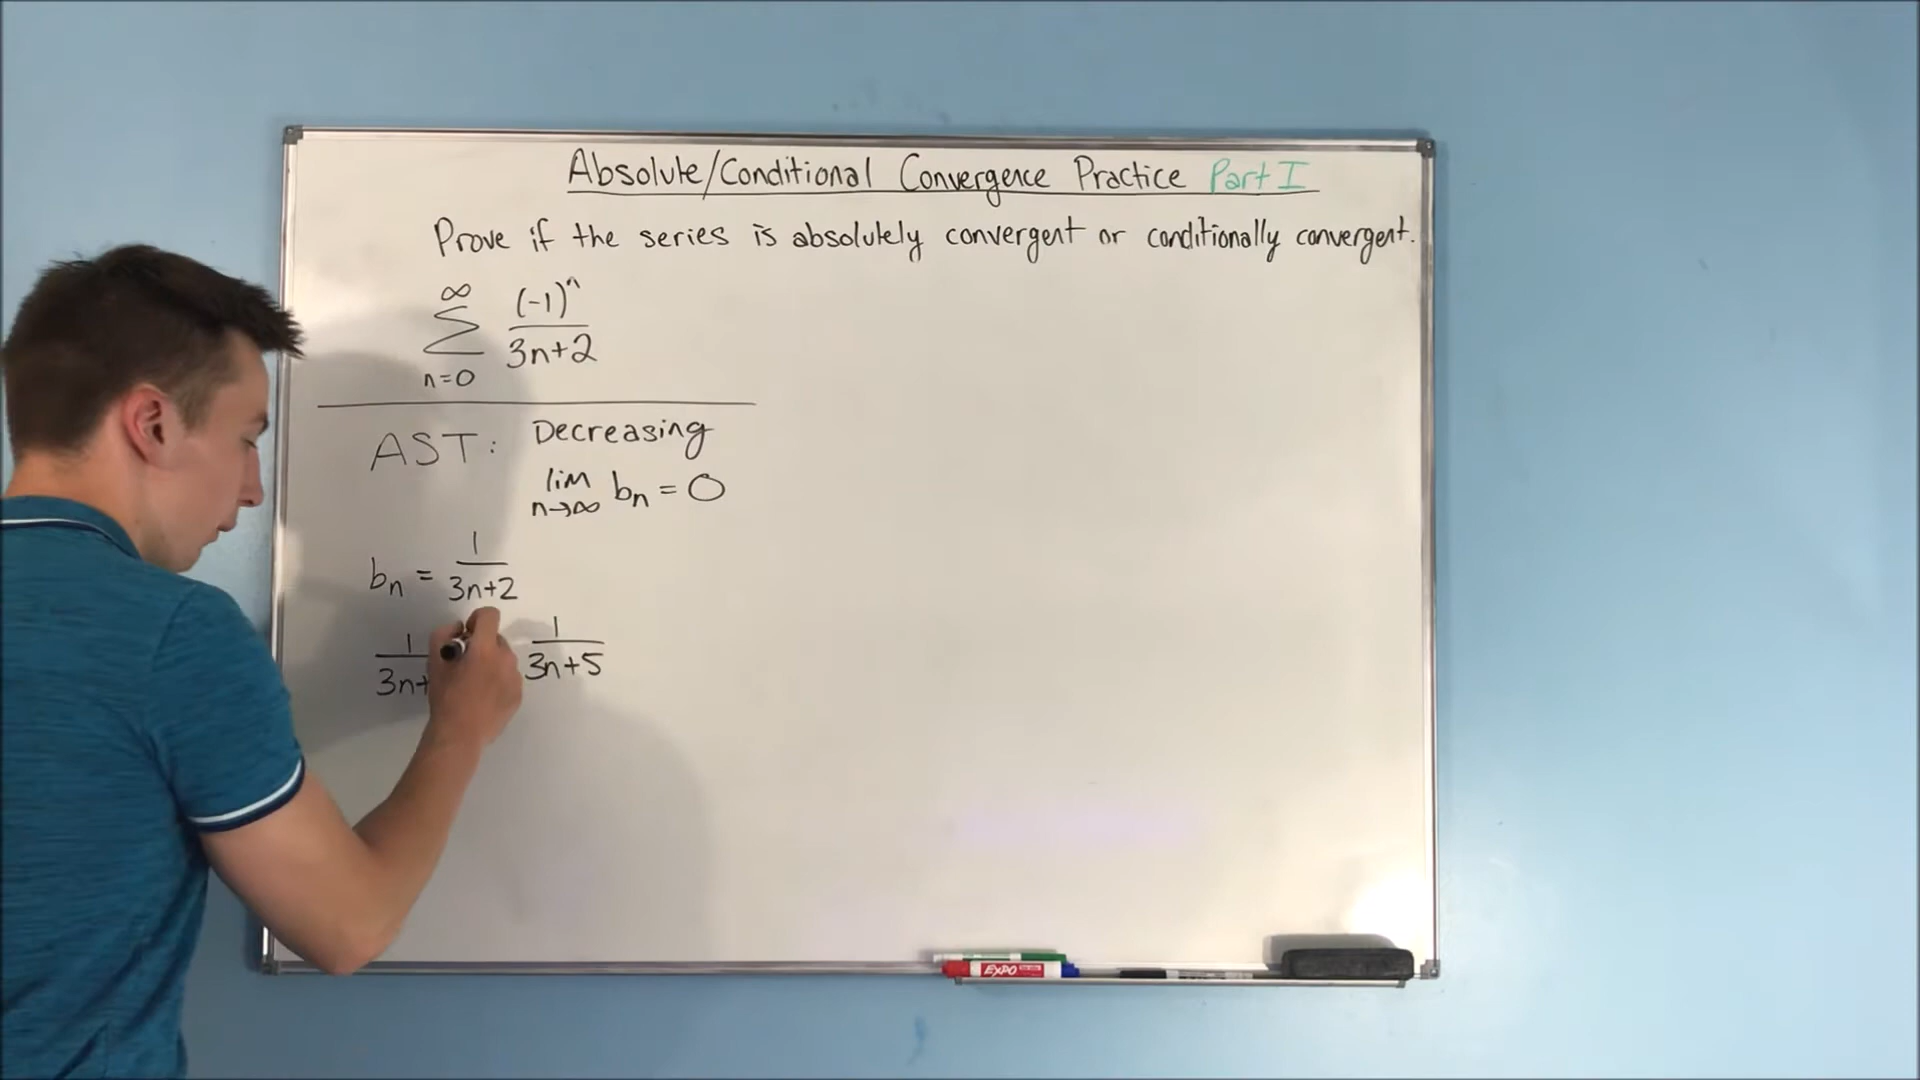 Absolute/Conditional Convergence Practice Part I
Prove if the series is absolutely convergent or conditionally convergent.
∞
∑ (-1)^n / 3n+2
n=0
AST: Decreasing
lim n→∞ bn = 0
bn = 1 / 3n+2
1 / 3n+ 1 / 3n+5
EXPO